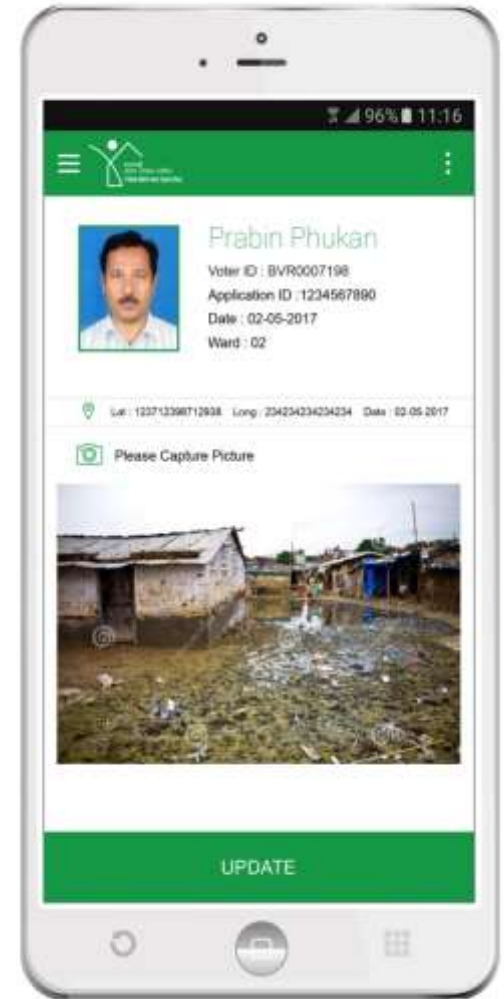 96% 11:16
Prabin Phukan
Voter ID : BVR0007198
Application ID :1234567890
Date : 02-05-2017
Ward : 02
Lat : 123712398712938 Long : 234234234234234 Date : 02-05-2017
Please Capture Picture
UPDATE